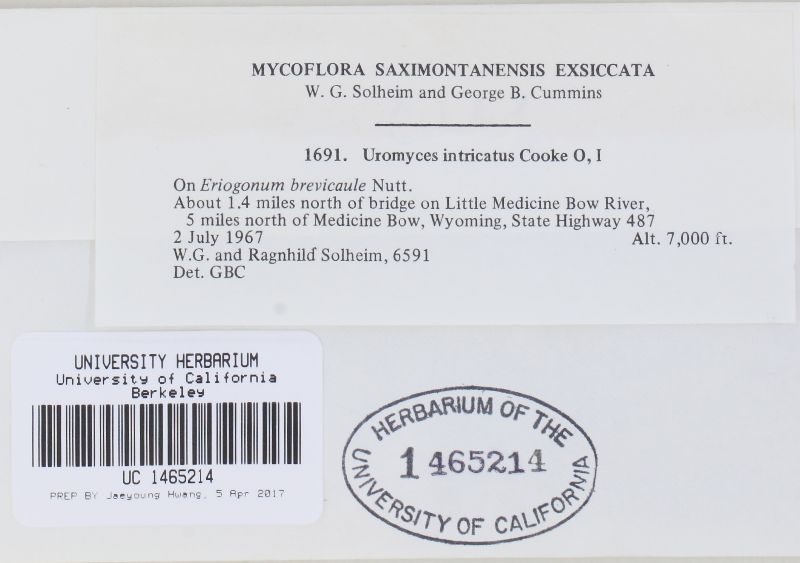 MYCOFLORA SAXIMONTANENSIS EXSICCATA
W. G. Solheim and George B. Cummins
1691. Uromyces intricatus Cooke O, I
On Eriogonum brevicaule Nutt.
About 1.4 miles north of bridge on Little Medicine Bow River,
5 miles north of Medicine Bow, Wyoming, State Highway 487
2 July 1967 Alt. 7,000 ft.
W.G. and Ragnhild Solheim, 6591
Det. GBC
UNIVERSITY HERBARIUM
University of California
Berkeley
UC 1465214
PREP BY Jaeyoung Hwang, 5 Apr 2017
HERBARIUM OF THE
1465214
UNIVERSITY OF CALIFORNIA